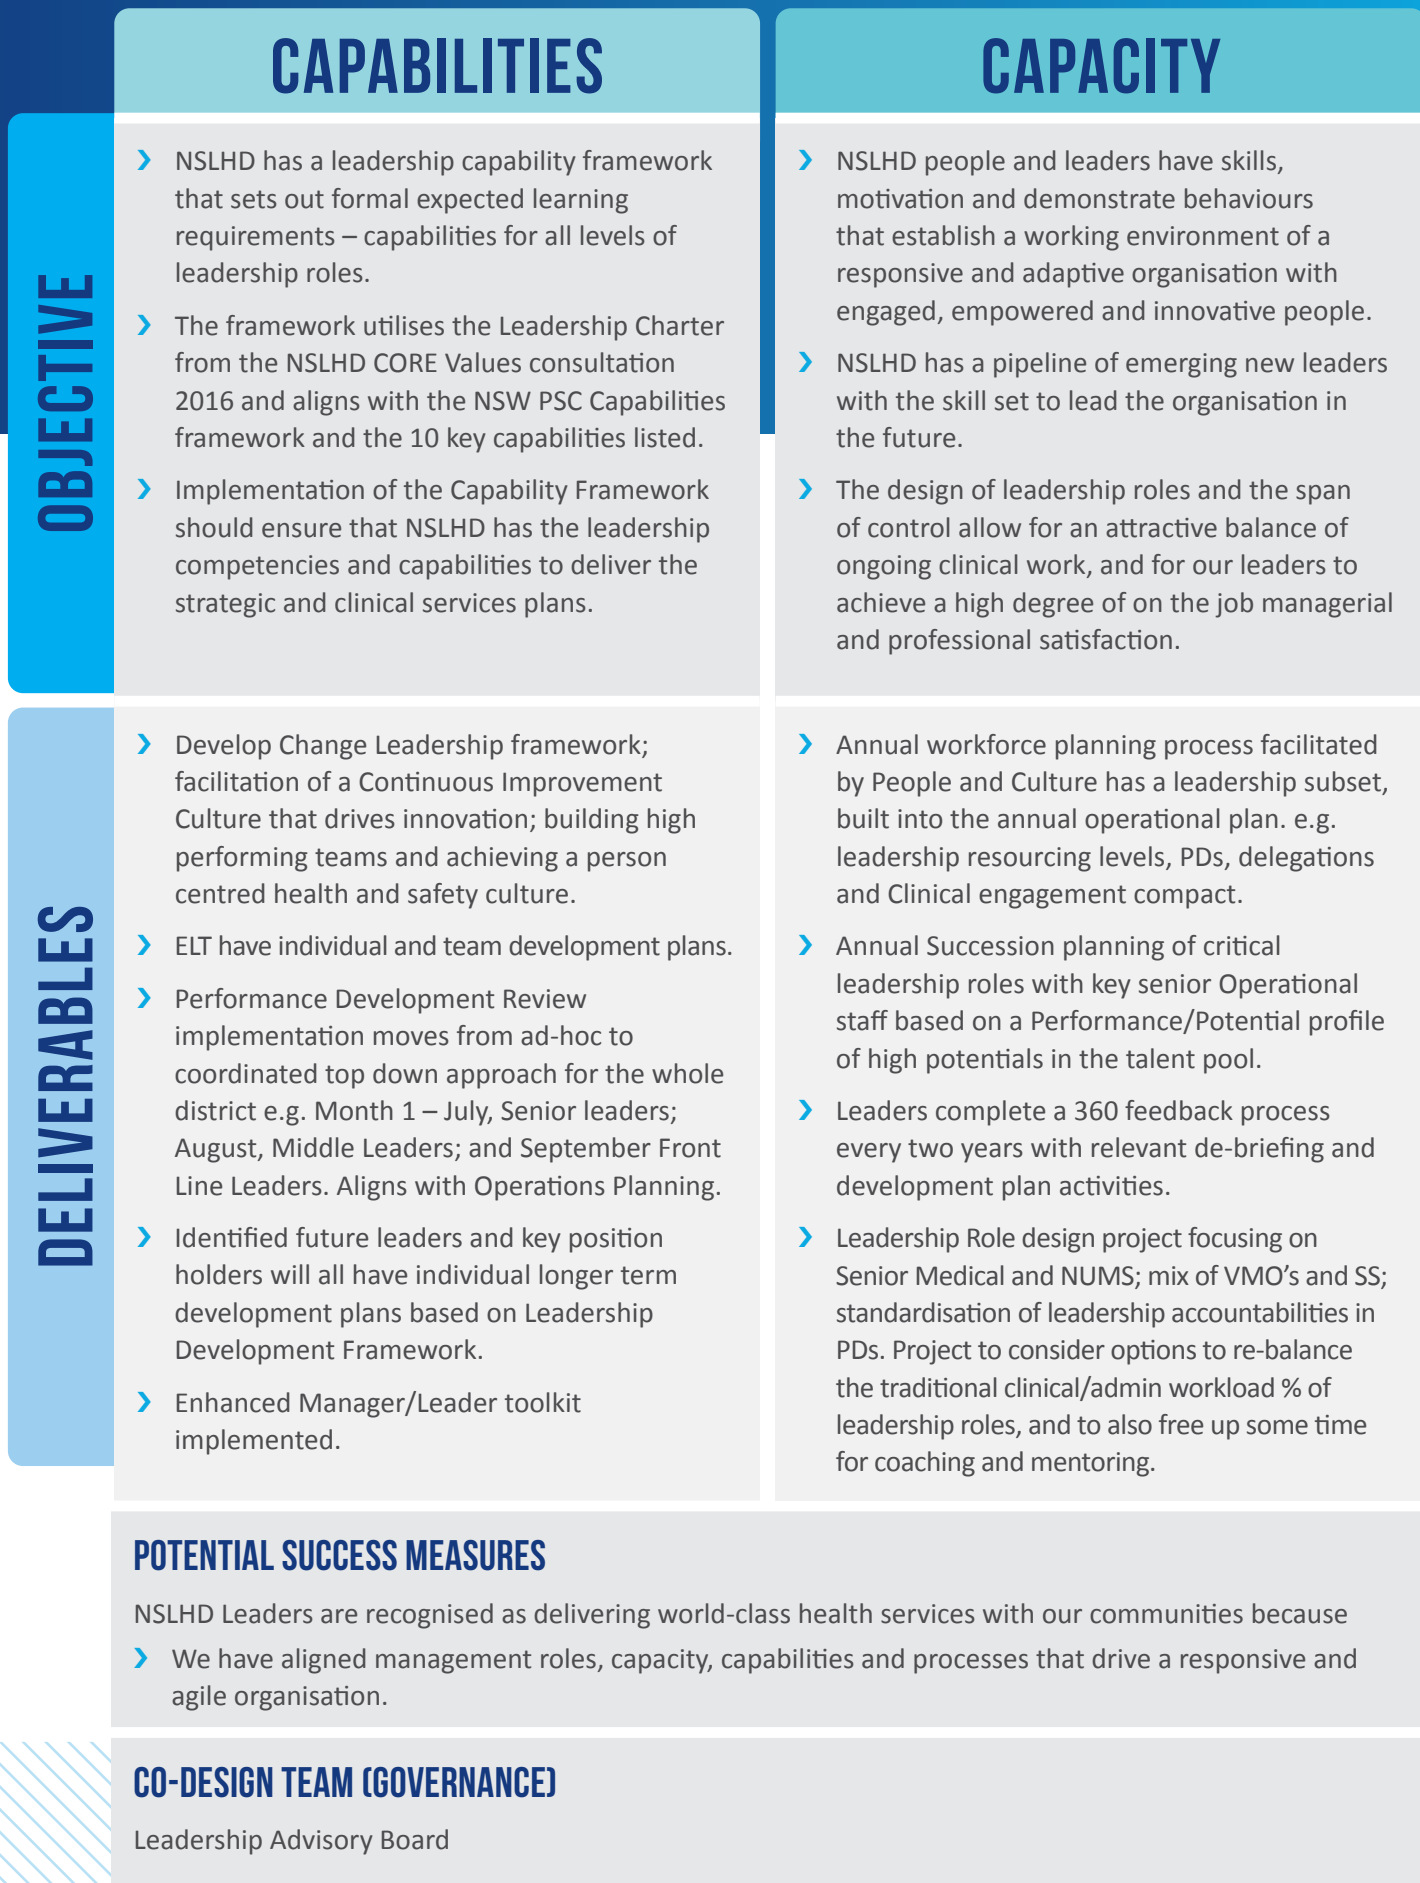 CAPABILITIES
CAPACITY
OBJECTIVE
NSLHD has a leadership capability framework
that sets out formal expected learning
requirements – capabilities for all levels of
leadership roles.
The framework utilises the Leadership Charter
from the NSLHD CORE Values consultation
2016 and aligns with the NSW PSC Capabilities
framework and the 10 key capabilities listed.
Implementation of the Capability Framework
should ensure that NSLHD has the leadership
competencies and capabilities to deliver the
strategic and clinical services plans.
NSLHD people and leaders have skills,
motivation and demonstrate behaviours
that establish a working environment of a
responsive and adaptive organisation with
engaged, empowered and innovative people.
NSLHD has a pipeline of emerging new leaders
with the skill set to lead the organisation in
the future.
The design of leadership roles and the span
of control allow for an attractive balance of
ongoing clinical work, and for our leaders to
achieve a high degree of on the job managerial
and professional satisfaction.
DELIVERABLES
Develop Change Leadership framework;
facilitation of a Continuous Improvement
Culture that drives innovation; building high
performing teams and achieving a person
centred health and safety culture.
ELT have individual and team development plans.
Performance Development Review
implementation moves from ad-hoc to
coordinated top down approach for the whole
district e.g. Month 1 – July, Senior leaders;
August, Middle Leaders; and September Front
Line Leaders. Aligns with Operations Planning.
Identified future leaders and key position
holders will all have individual longer term
development plans based on Leadership
Development Framework.
Enhanced Manager/Leader toolkit
implemented.
Annual workforce planning process facilitated
by People and Culture has a leadership subset,
built into the annual operational plan. e.g.
leadership resourcing levels, PDs, delegations
and Clinical engagement compact.
Annual Succession planning of critical
leadership roles with key senior Operational
staff based on a Performance/Potential profile
of high potentials in the talent pool.
Leaders complete a 360 feedback process
every two years with relevant de-briefing and
development plan activities.
Leadership Role design project focusing on
Senior Medical and NUMS; mix of VMO's and SS;
standardisation of leadership accountabilities in
PDs. Project to consider options to re-balance
the traditional clinical/admin workload % of
leadership roles, and to also free up some time
for coaching and mentoring.
POTENTIAL SUCCESS MEASURES
NSLHD Leaders are recognised as delivering world-class health services with our communities because
We have aligned management roles, capacity, capabilities and processes that drive a responsive and
agile organisation.
CO-DESIGN TEAM (GOVERNANCE)
Leadership Advisory Board